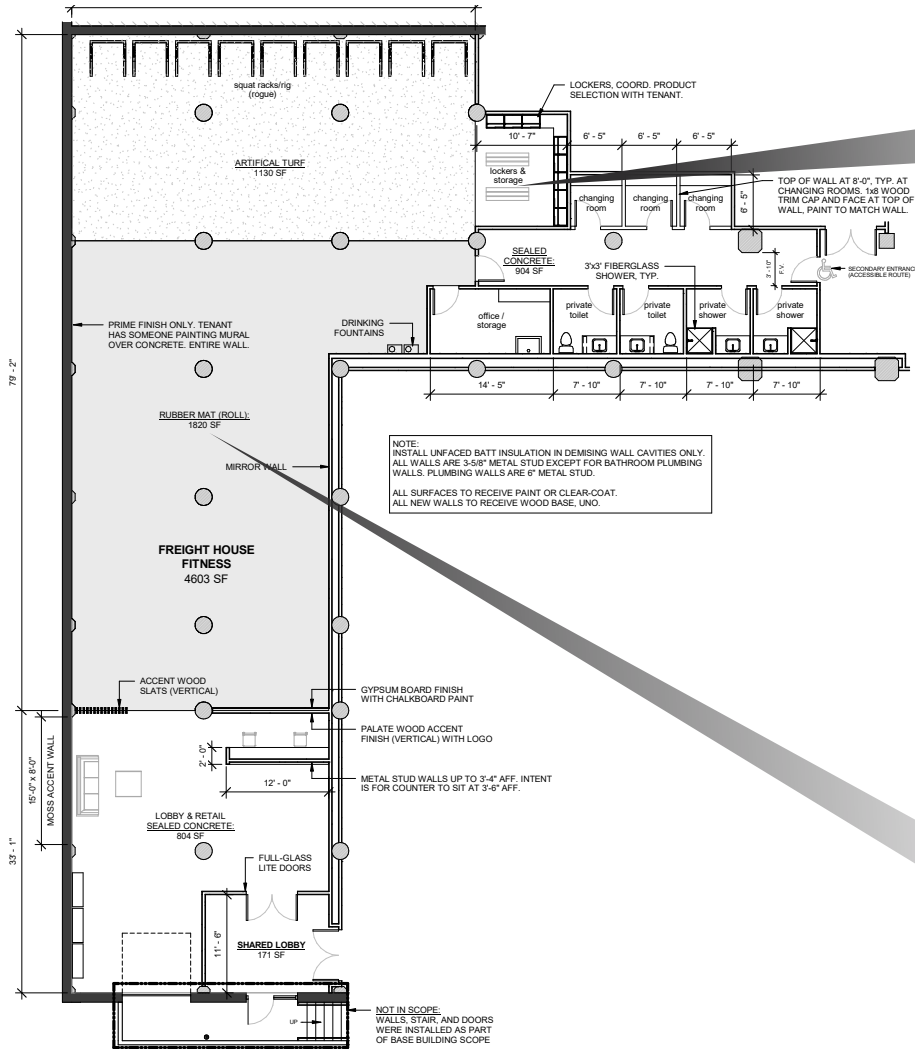 squat racks/rig
(rogue)
LOCKERS, COORD. PRODUCT
SELECTION WITH TENANT.
10' - 7"
6' - 5"
6' - 5"
6' - 5"
ARTIFICAL TURF
1130 SF
lockers &
storage
TOP OF WALL AT 8'-0", TYP. AT
CHANGING ROOMS. 1x8 WOOD
TRIM CAP AND FACE AT TOP OF
WALL, PAINT TO MATCH WALL.
changing
room
changing
room
changing
room
6' - 5"
SEALED
CONCRETE:
904 SF
3'x3' FIBERGLASS
SHOWER, TYP.
3' - 10"
F.V.
SECONDARY ENTRANCE
(ACCESSIBLE ROUTE)
79' - 2"
PRIME FINISH ONLY. TENANT
HAS SOMEONE PAINTING MURAL
OVER CONCRETE. ENTIRE WALL.
DRINKING
FOUNTAINS
office /
storage
private
toilet
private
toilet
private
shower
private
shower
14' - 5"
7' - 10"
7' - 10"
7' - 10"
7' - 10"
RUBBER MAT (ROLL):
1820 SF
MIRROR WALL
NOTE:
INSTALL UNFACED BATT INSULATION IN DEMISING WALL CAVITIES ONLY.
ALL WALLS ARE 3-5/8" METAL STUD EXCEPT FOR BATHROOM PLUMBING
WALLS. PLUMBING WALLS ARE 6" METAL STUD.
ALL SURFACES TO RECEIVE PAINT OR CLEAR-COAT.
ALL NEW WALLS TO RECEIVE WOOD BASE, UNO.
FREIGHT HOUSE
FITNESS
4603 SF
ACCENT WOOD
SLATS (VERTICAL)
GYPSUM BOARD FINISH
WITH CHALKBOARD PAINT
PALATE WOOD ACCENT
FINISH (VERTICAL) WITH LOGO
2' - 0"
12' - 0"
METAL STUD WALLS UP TO 3'-4" AFF. INTENT
IS FOR COUNTER TO SIT AT 3'-6" AFF.
15'-0" x 8'-0"
MOSS ACCENT WALL
33' - 1"
LOBBY & RETAIL
SEALED CONCRETE:
804 SF
FULL-GLASS
LITE DOORS
11' - 6"
SHARED LOBBY
171 SF
UP
NOT IN SCOPE:
WALLS, STAIR, AND DOORS
WERE INSTALLED AS PART
OF BASE BUILDING SCOPE